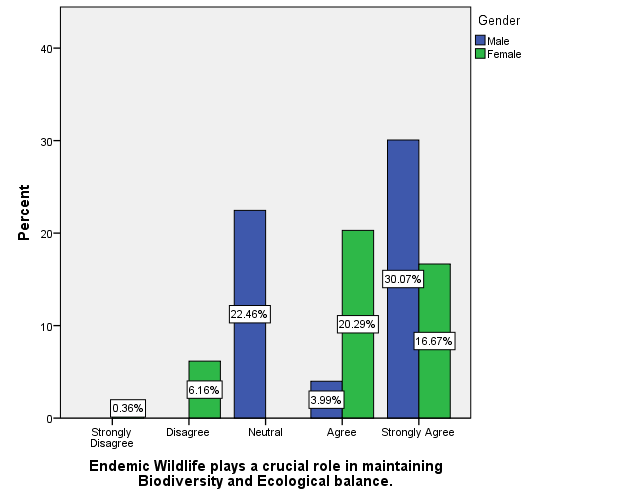 Gender
Male
Female
40
30
20
10
0
Percent
0.36%
6.16%
22.46%
3.99%
20.29%
30.07%
16.67%
Strongly
Disagree
Disagree
Neutral
Agree
Strongly Agree
Endemic Wildlife plays a crucial role in maintaining
Biodiversity and Ecological balance.